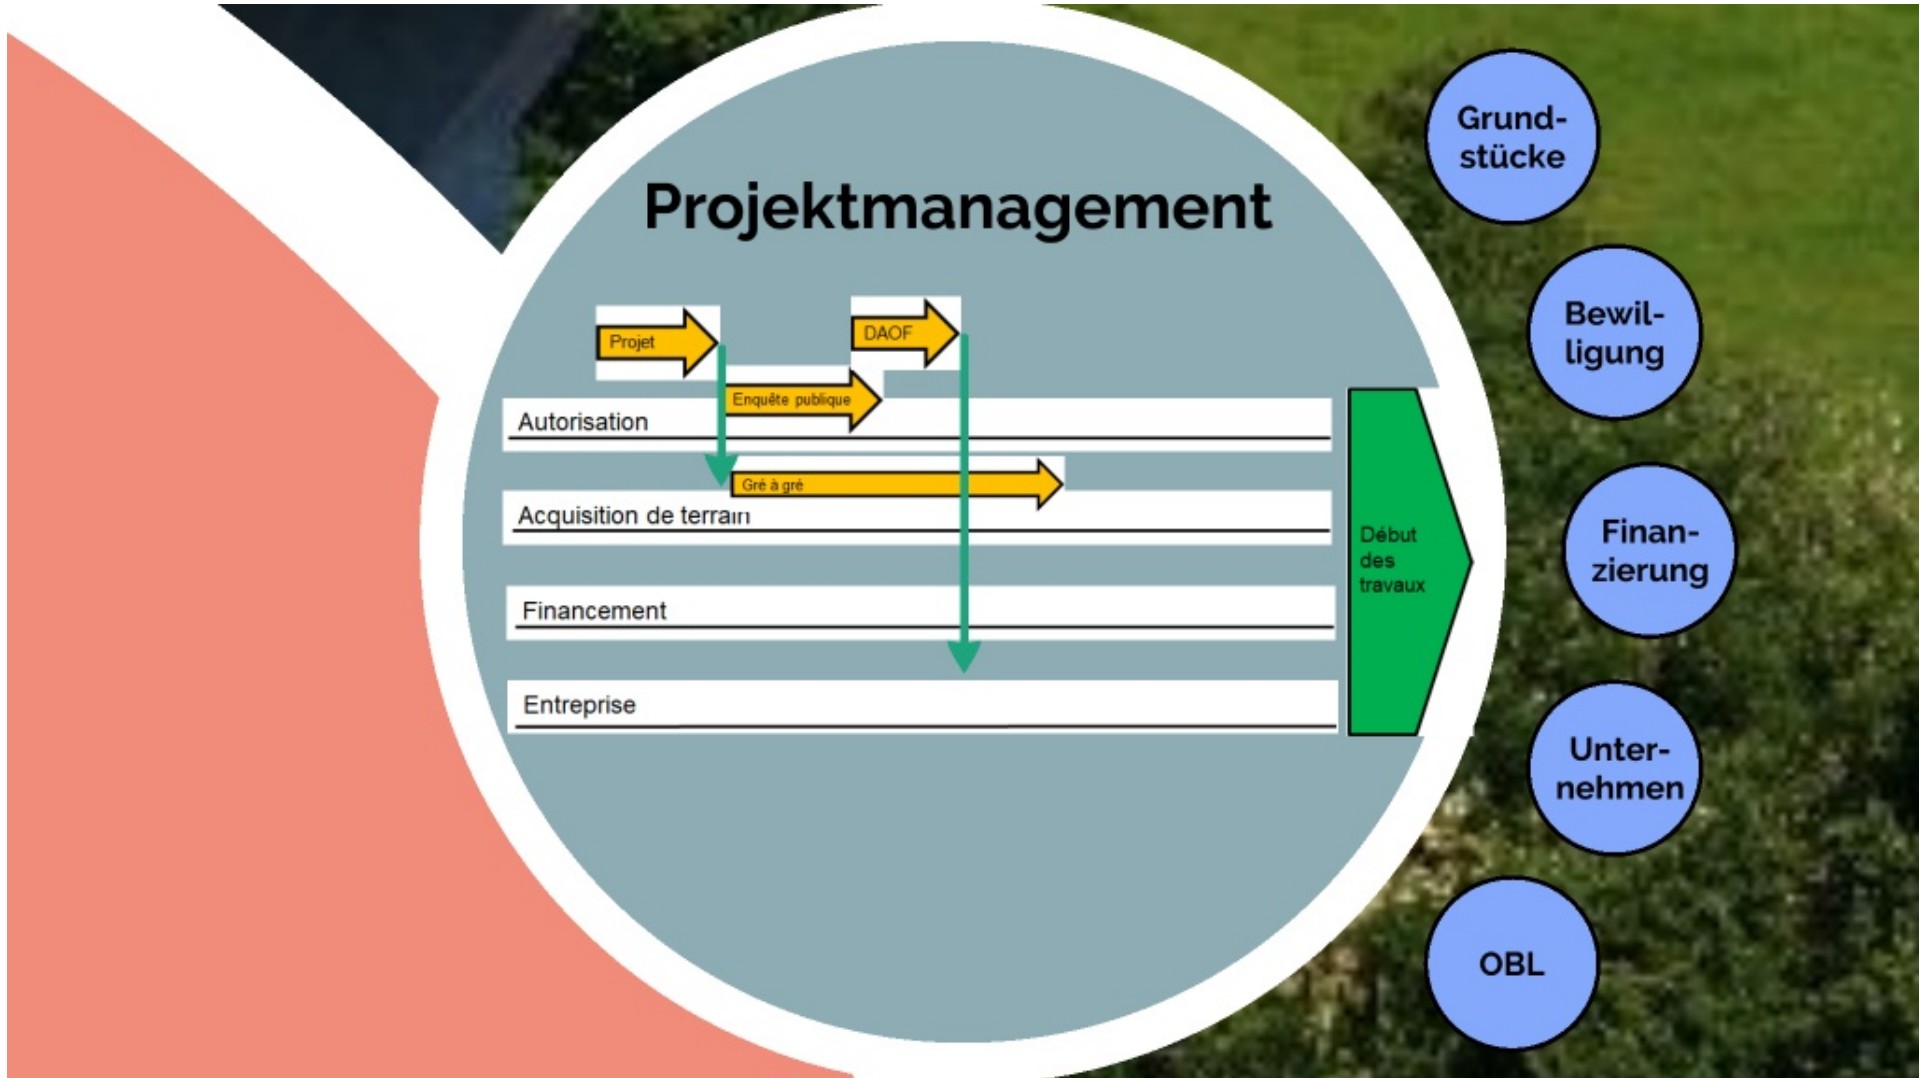 Projektmanagement
Projet
DAOF
Enquête publique
Autorisation
Gré à gré
Acquisition de terrain
Financement
Entreprise
Début
des
travaux
Grund-
stücke
Bewil-
ligung
Finan-
zierung
Unter-
nehmen
OBL